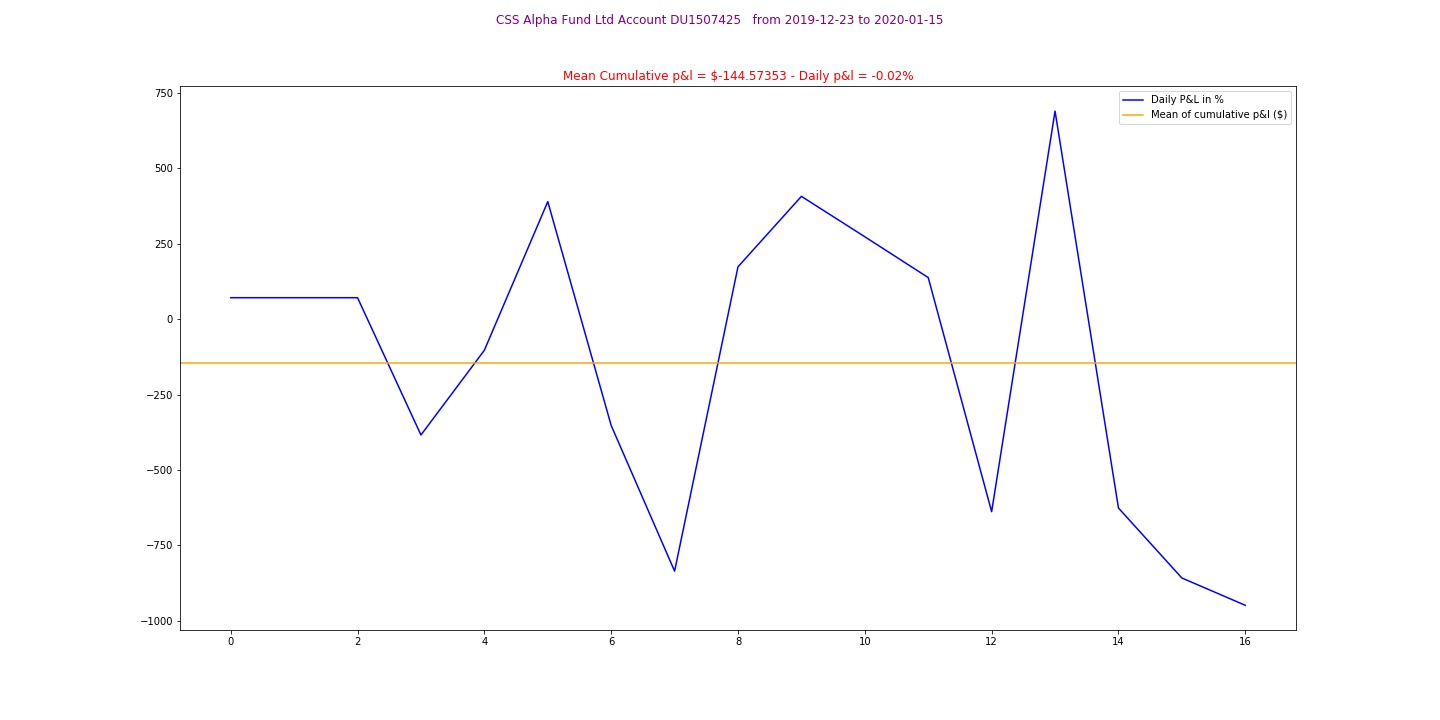 CSS Alpha Fund Ltd Account DU1507425   from 2019-12-23 to 2020-01-15
Mean Cumulative p&l = $-144.57353 - Daily p&l = -0.02%
Daily P&L in %
Mean of cumulative p&l ($)
750
500
250
0
−250
−500
−750
−1000
0 2 4 6 8 10 12 14 16